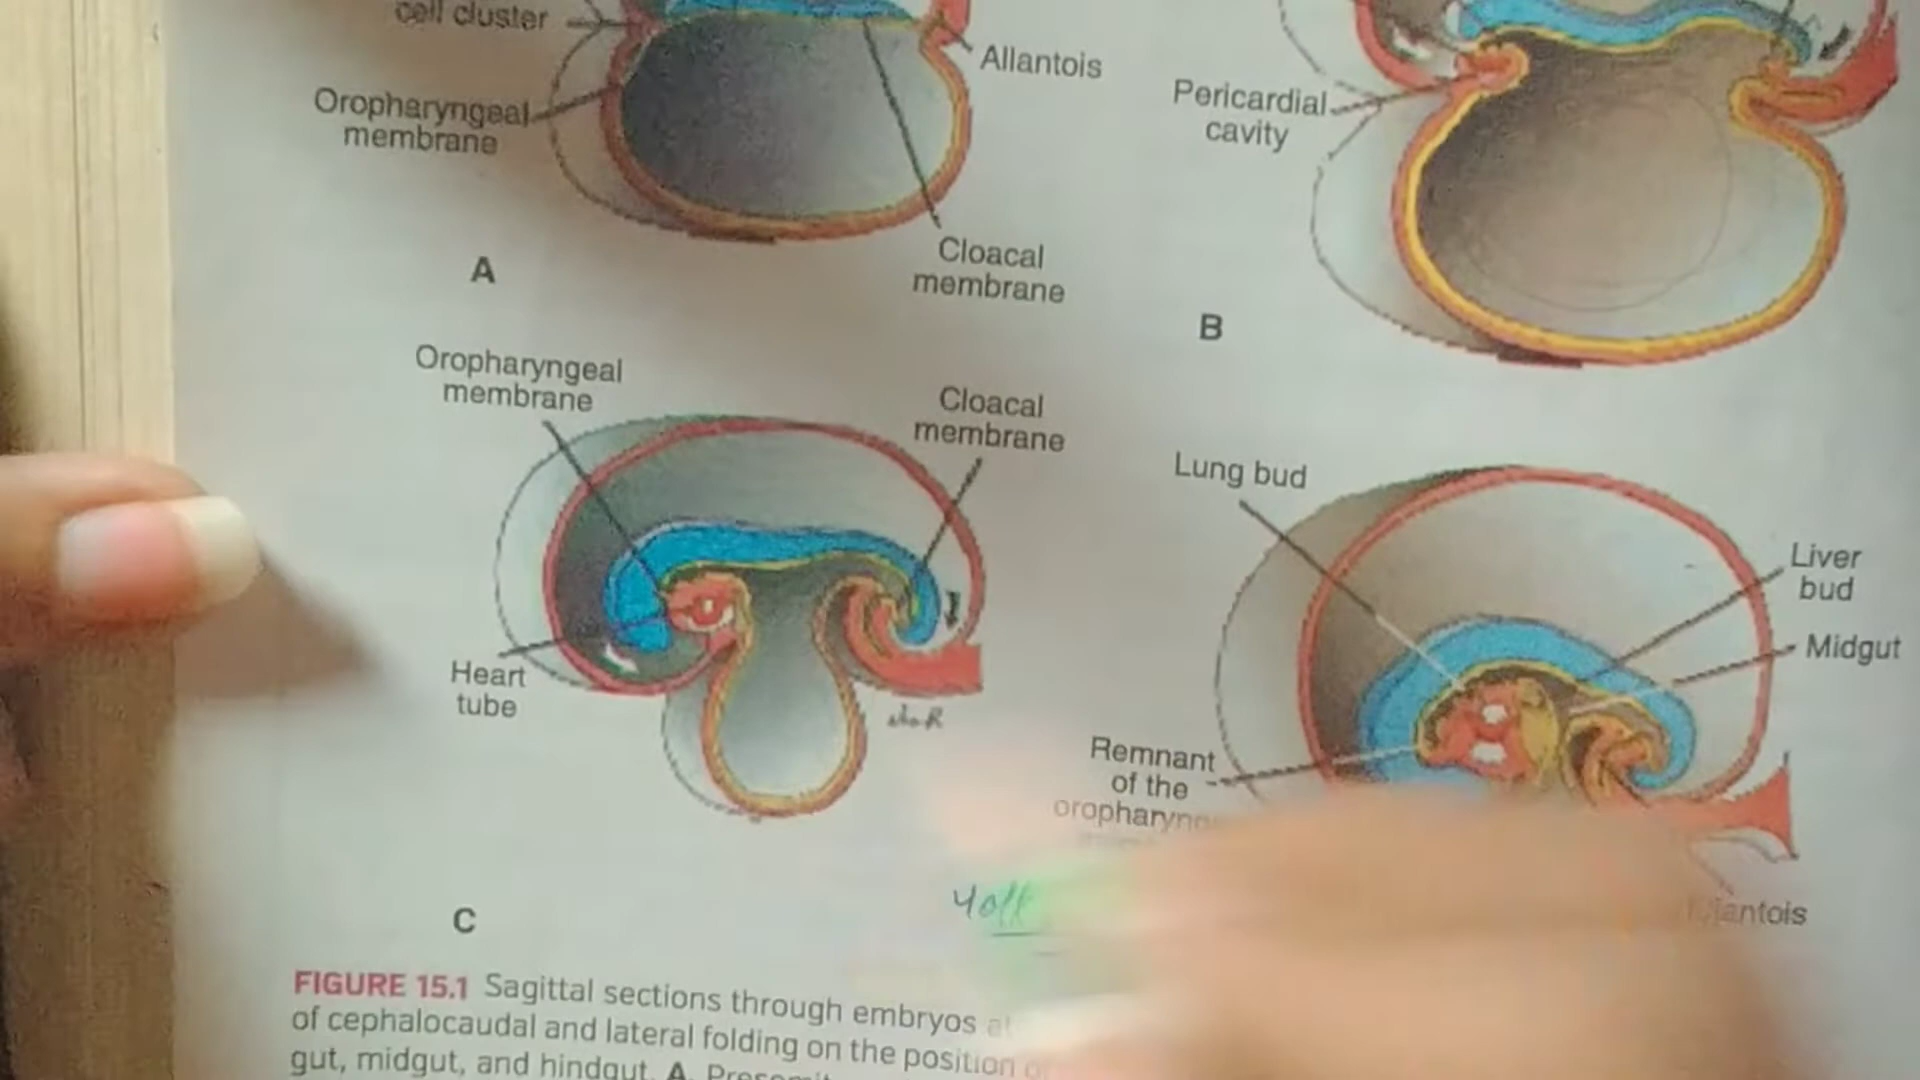 cell cluster
Allantois
Oropharyngeal
membrane
Pericardial
cavity
Cloacal
membrane
A
B
Oropharyngeal
membrane
Cloacal
membrane
Lung bud
Liver
bud
Midgut
Heart
tube
Remnant
of the
C
FIGURE 15.1 Sagittal sections through embryos
of cephalocaudal and lateral folding on the position
gut, midgut, and hindgut. A.